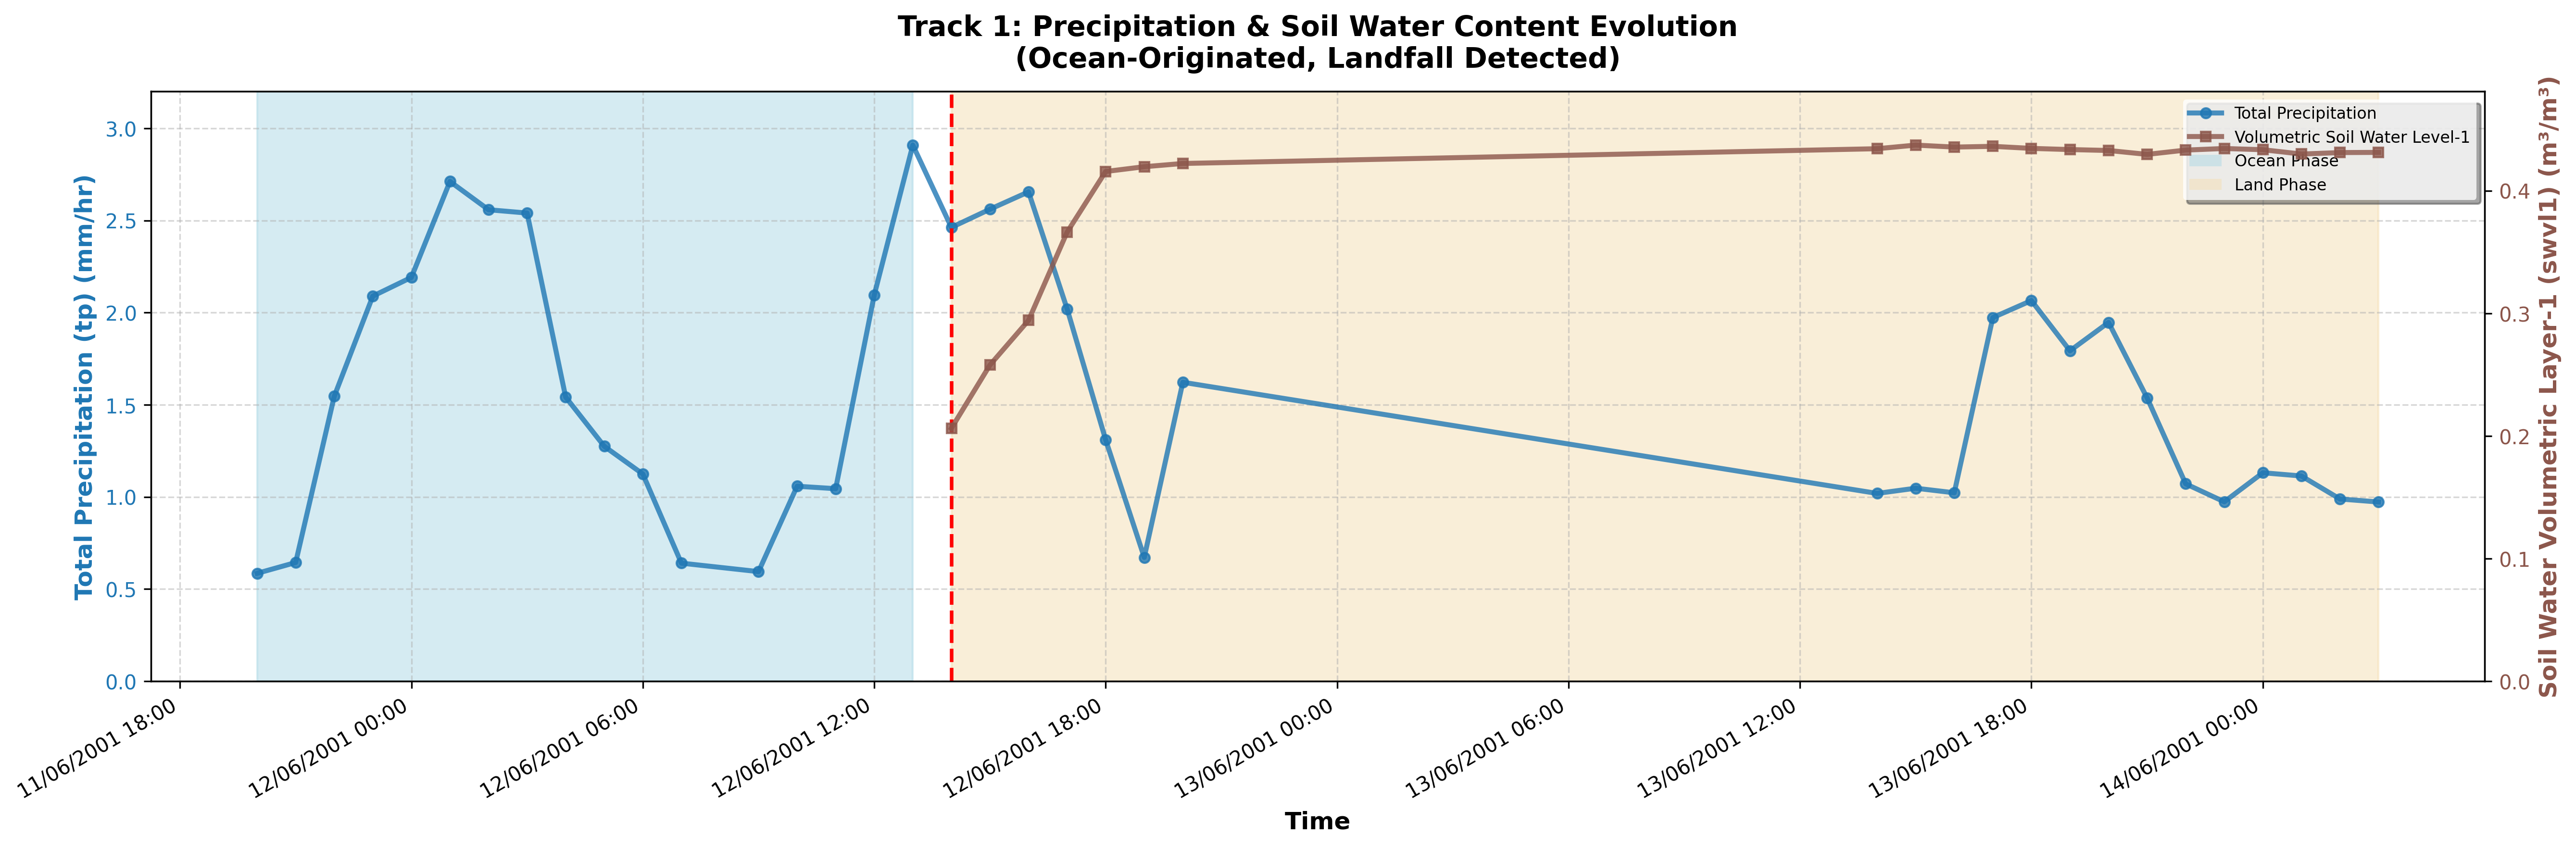 Track 1: Precipitation & Soil Water Content Evolution
(Ocean-Originated, Landfall Detected)
Total Precipitation (tp) (mm/hr)
3.0
2.5
2.0
1.5
1.0
0.5
0.0
Total Precipitation
Volumetric Soil Water Level-1
Ocean Phase
Land Phase
0.4
0.3
0.2
0.1
0.0
Soil Water Volumetric Layer-1 (swvl1) (m³/m³)
11/06/2001 18:00
12/06/2001 00:00
12/06/2001 06:00
12/06/2001 12:00
12/06/2001 18:00
13/06/2001 00:00
13/06/2001 06:00
13/06/2001 12:00
13/06/2001 18:00
14/06/2001 00:00
Time